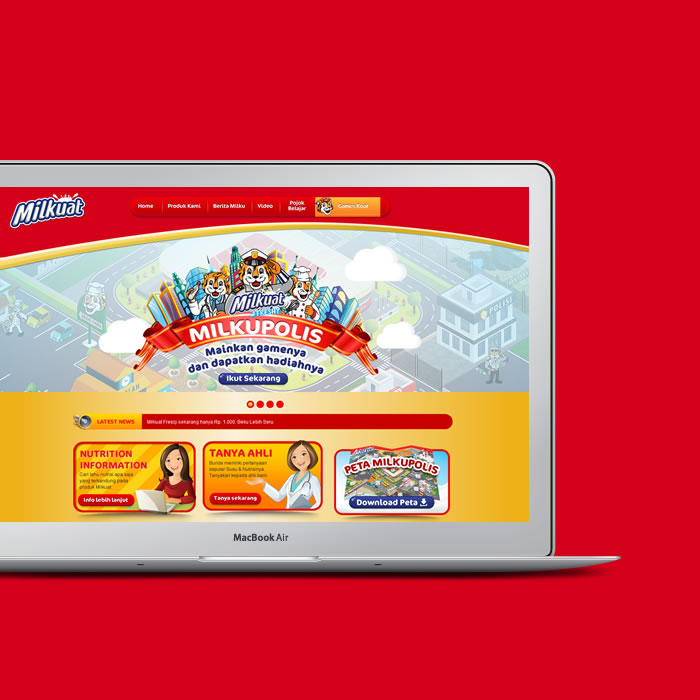 Milkuat
Home
Produk Kami
Berita Milku
Video
Pojok
Belajar
Games Kuat
POLISI
Milkuat
MILKUPOLIS
Mainkan gamenya
dan dapatkan hadiahnya
Ikut Sekarang
LATEST NEWS
Milkuat Freezip sekarang hanya Rp. 1.000. Beku Lebih Seru
NUTRITION
INFORMATION
Cari tahu nutrisi apa saja
yang terkandung pada
produk Milkuat
Info lebih lanjut
TANYA AHLI
Bunda memiliki pertanyaan
seputar Susu & Nutrisinya
Tanyakan kepada ahli kami.
Tanya sekarang
PETA MILKUPOLIS
Download Peta
MacBook Air